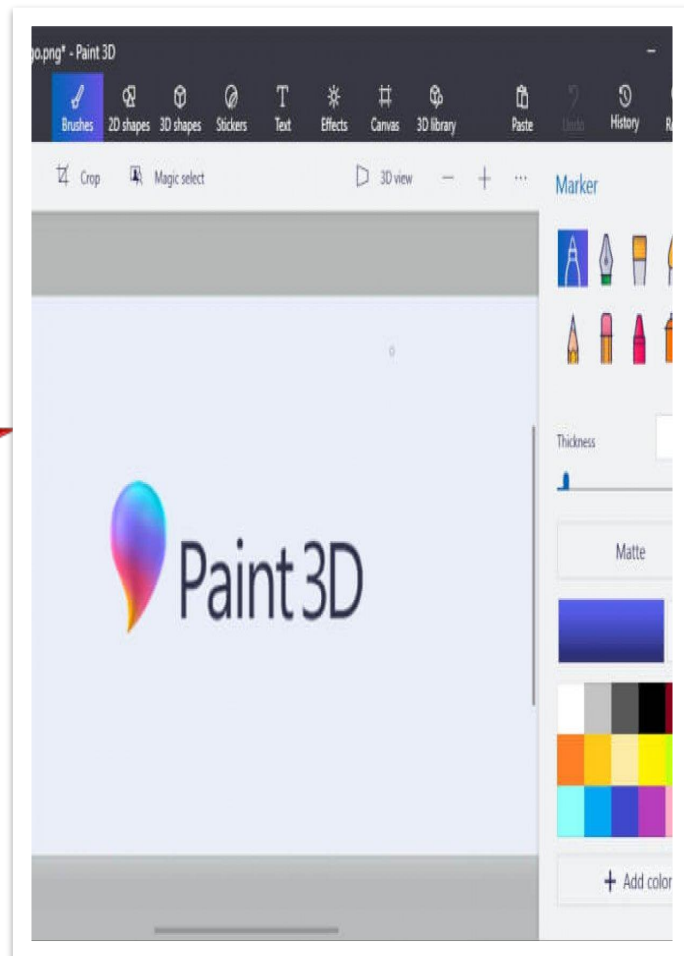 go.png* - Paint 3D
Brushes 2D shapes 3D shapes Stickers Text Effects Canvas 3D library Paste Undo History
Crop Magic select 3D view
Marker
Thickness
Paint 3D
Matte
Add color